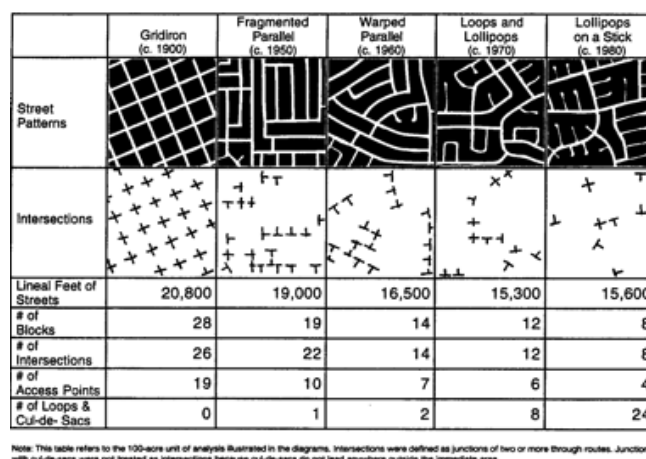 Gridiron
(c. 1900)
Fragmented
Parallel
(c. 1950)
Warped
Parallel
(c. 1960)
Loops and
Lollipops
(c. 1970)
Lollipops
on a Stick
(c. 1980)
Street
Patterns
Intersections
Lineal Feet of
Streets
20,800 19,000 16,500 15,300 15,600
# of
Blocks
28 19 14 12 8
# of
Intersections
26 22 14 12 8
# of
Access Points
19 10 7 6 4
# of Loops &
Cul-de- Sacs
0 1 2 8 24
Note: This table refers to the 100-acre unit of analysis illustrated in the diagrams. Intersections were defined as junctions of two or more through routes. Junction